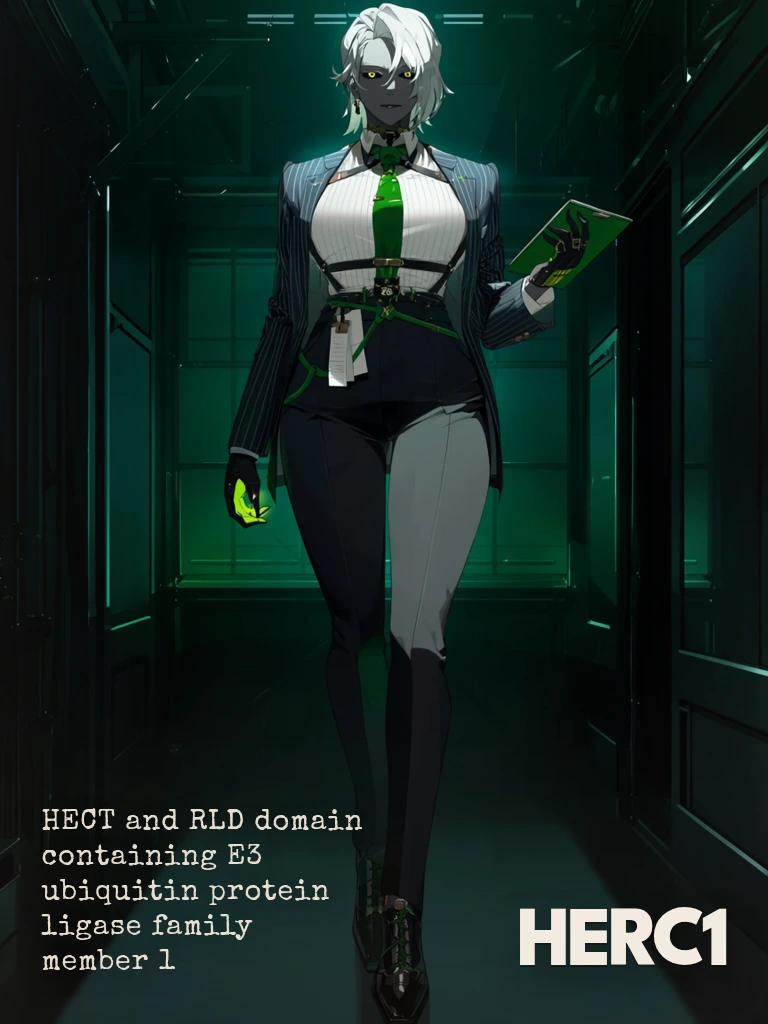 HECT and RLD domain
containing E3
ubiquitin protein
ligase family
member 1
HERC1